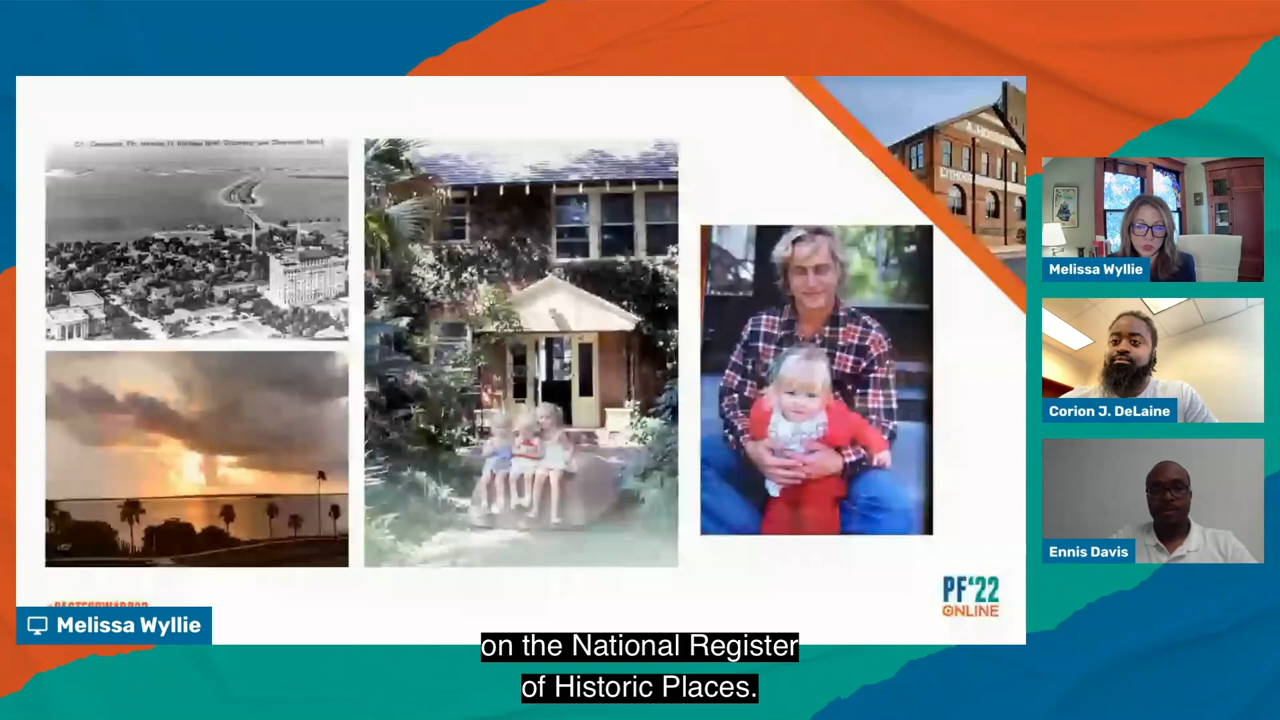 Melissa Wyllie
Corion J. DeLaine
Ennis Davis
PF‘22
ONLINE
Melissa Wyllie
on the National Register
of Historic Places.